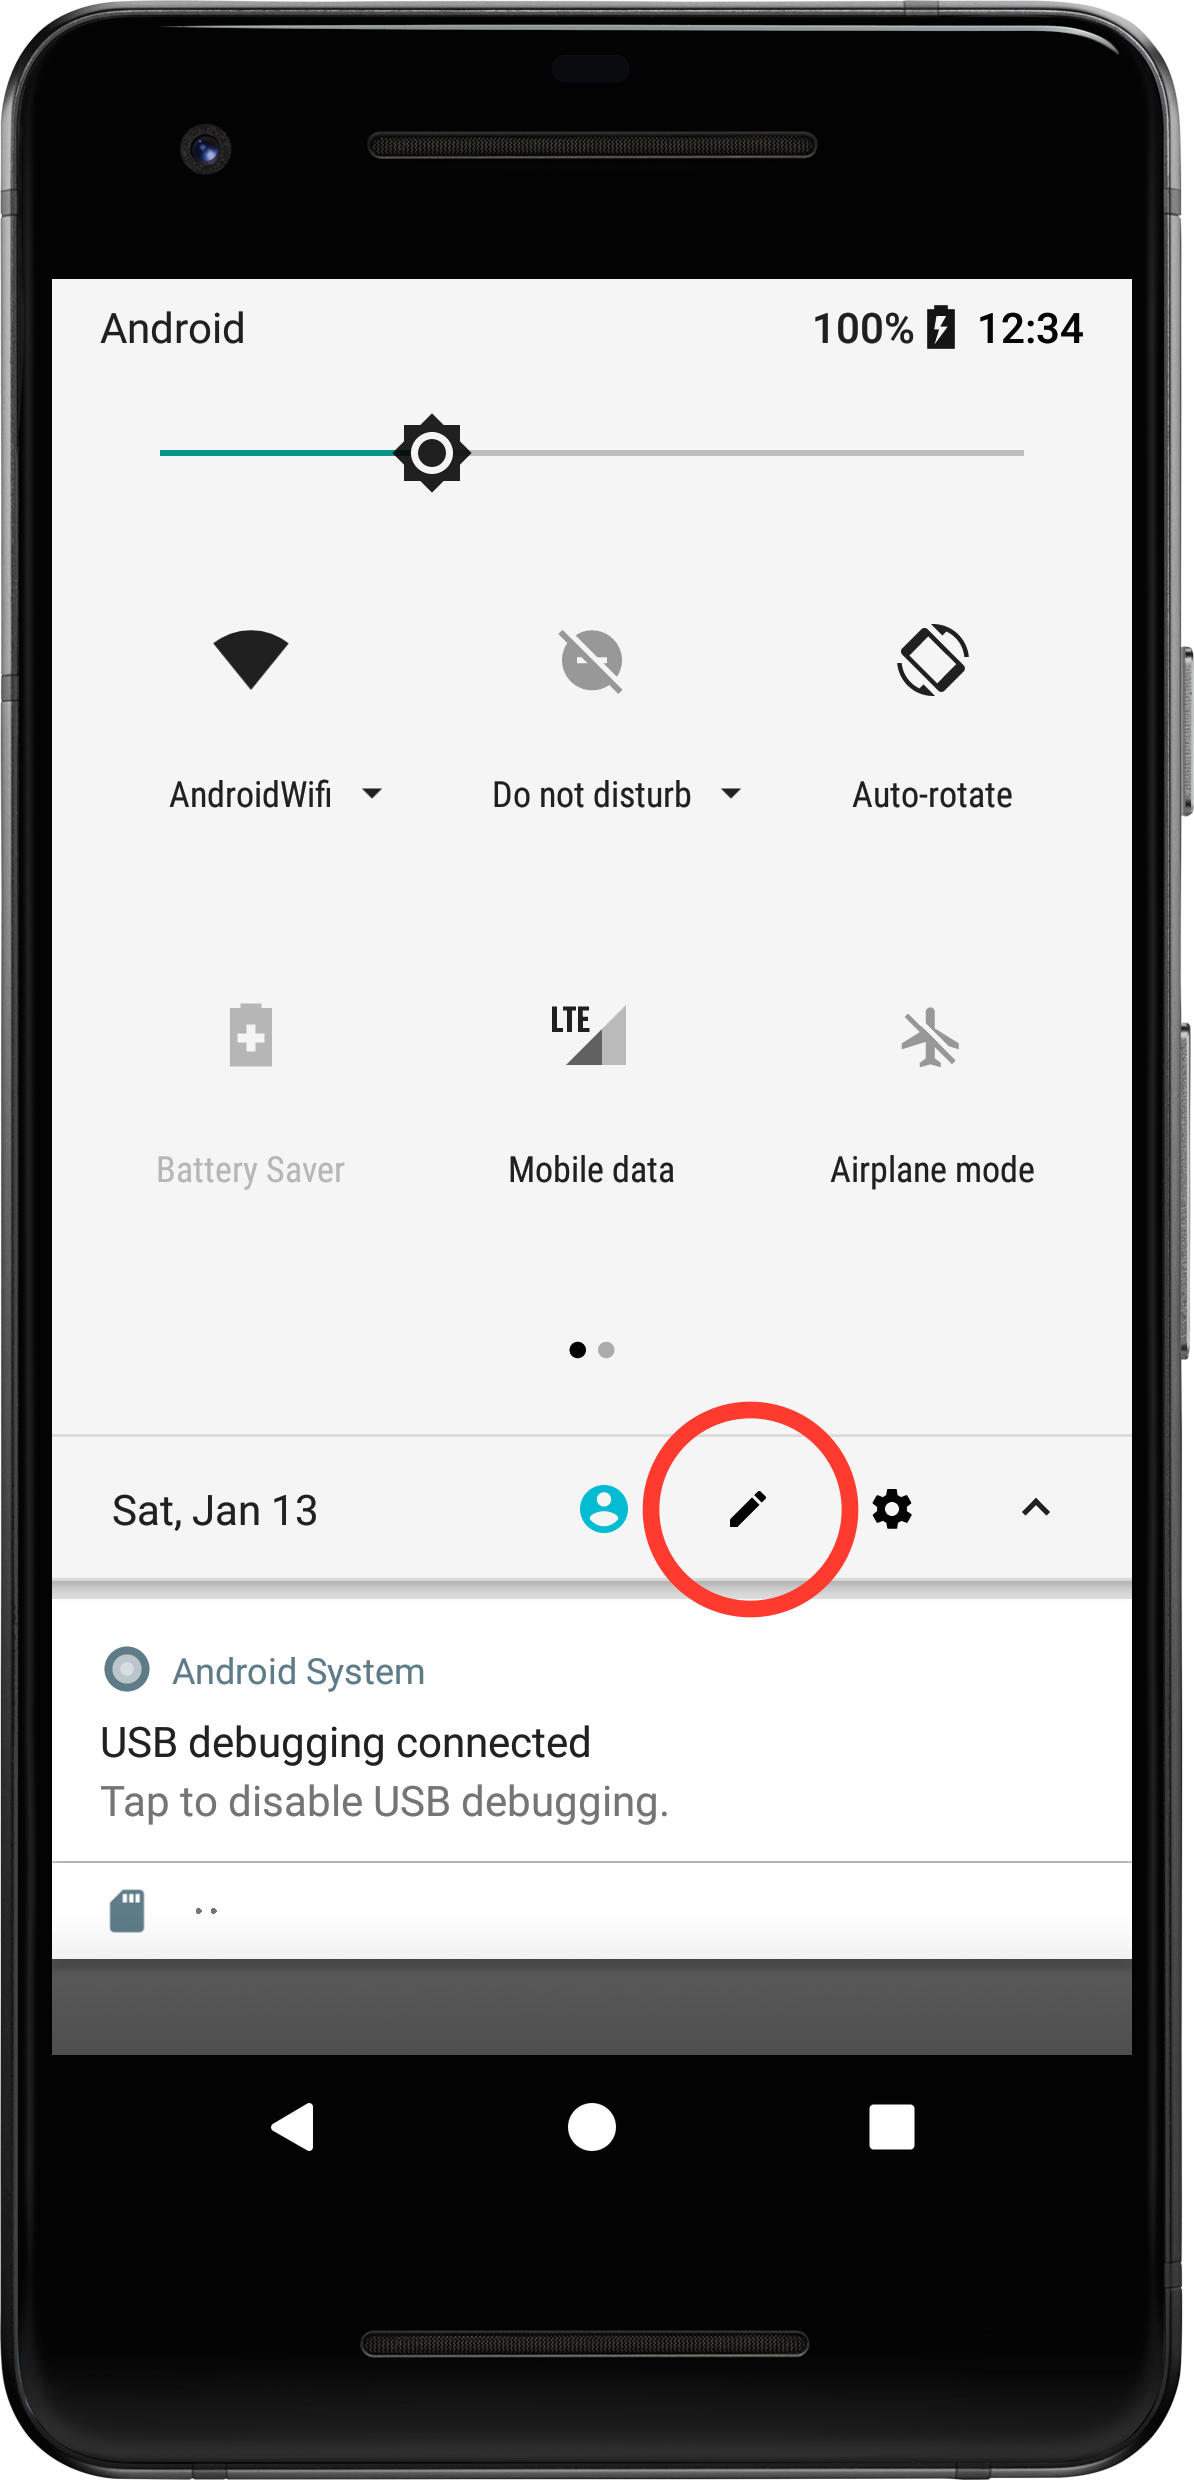 Android 100% 12:34
AndroidWifi Do not disturb Auto-rotate
LTE
Battery Saver Mobile data Airplane mode
Sat, Jan 13
Android System
USB debugging connected
Tap to disable USB debugging.